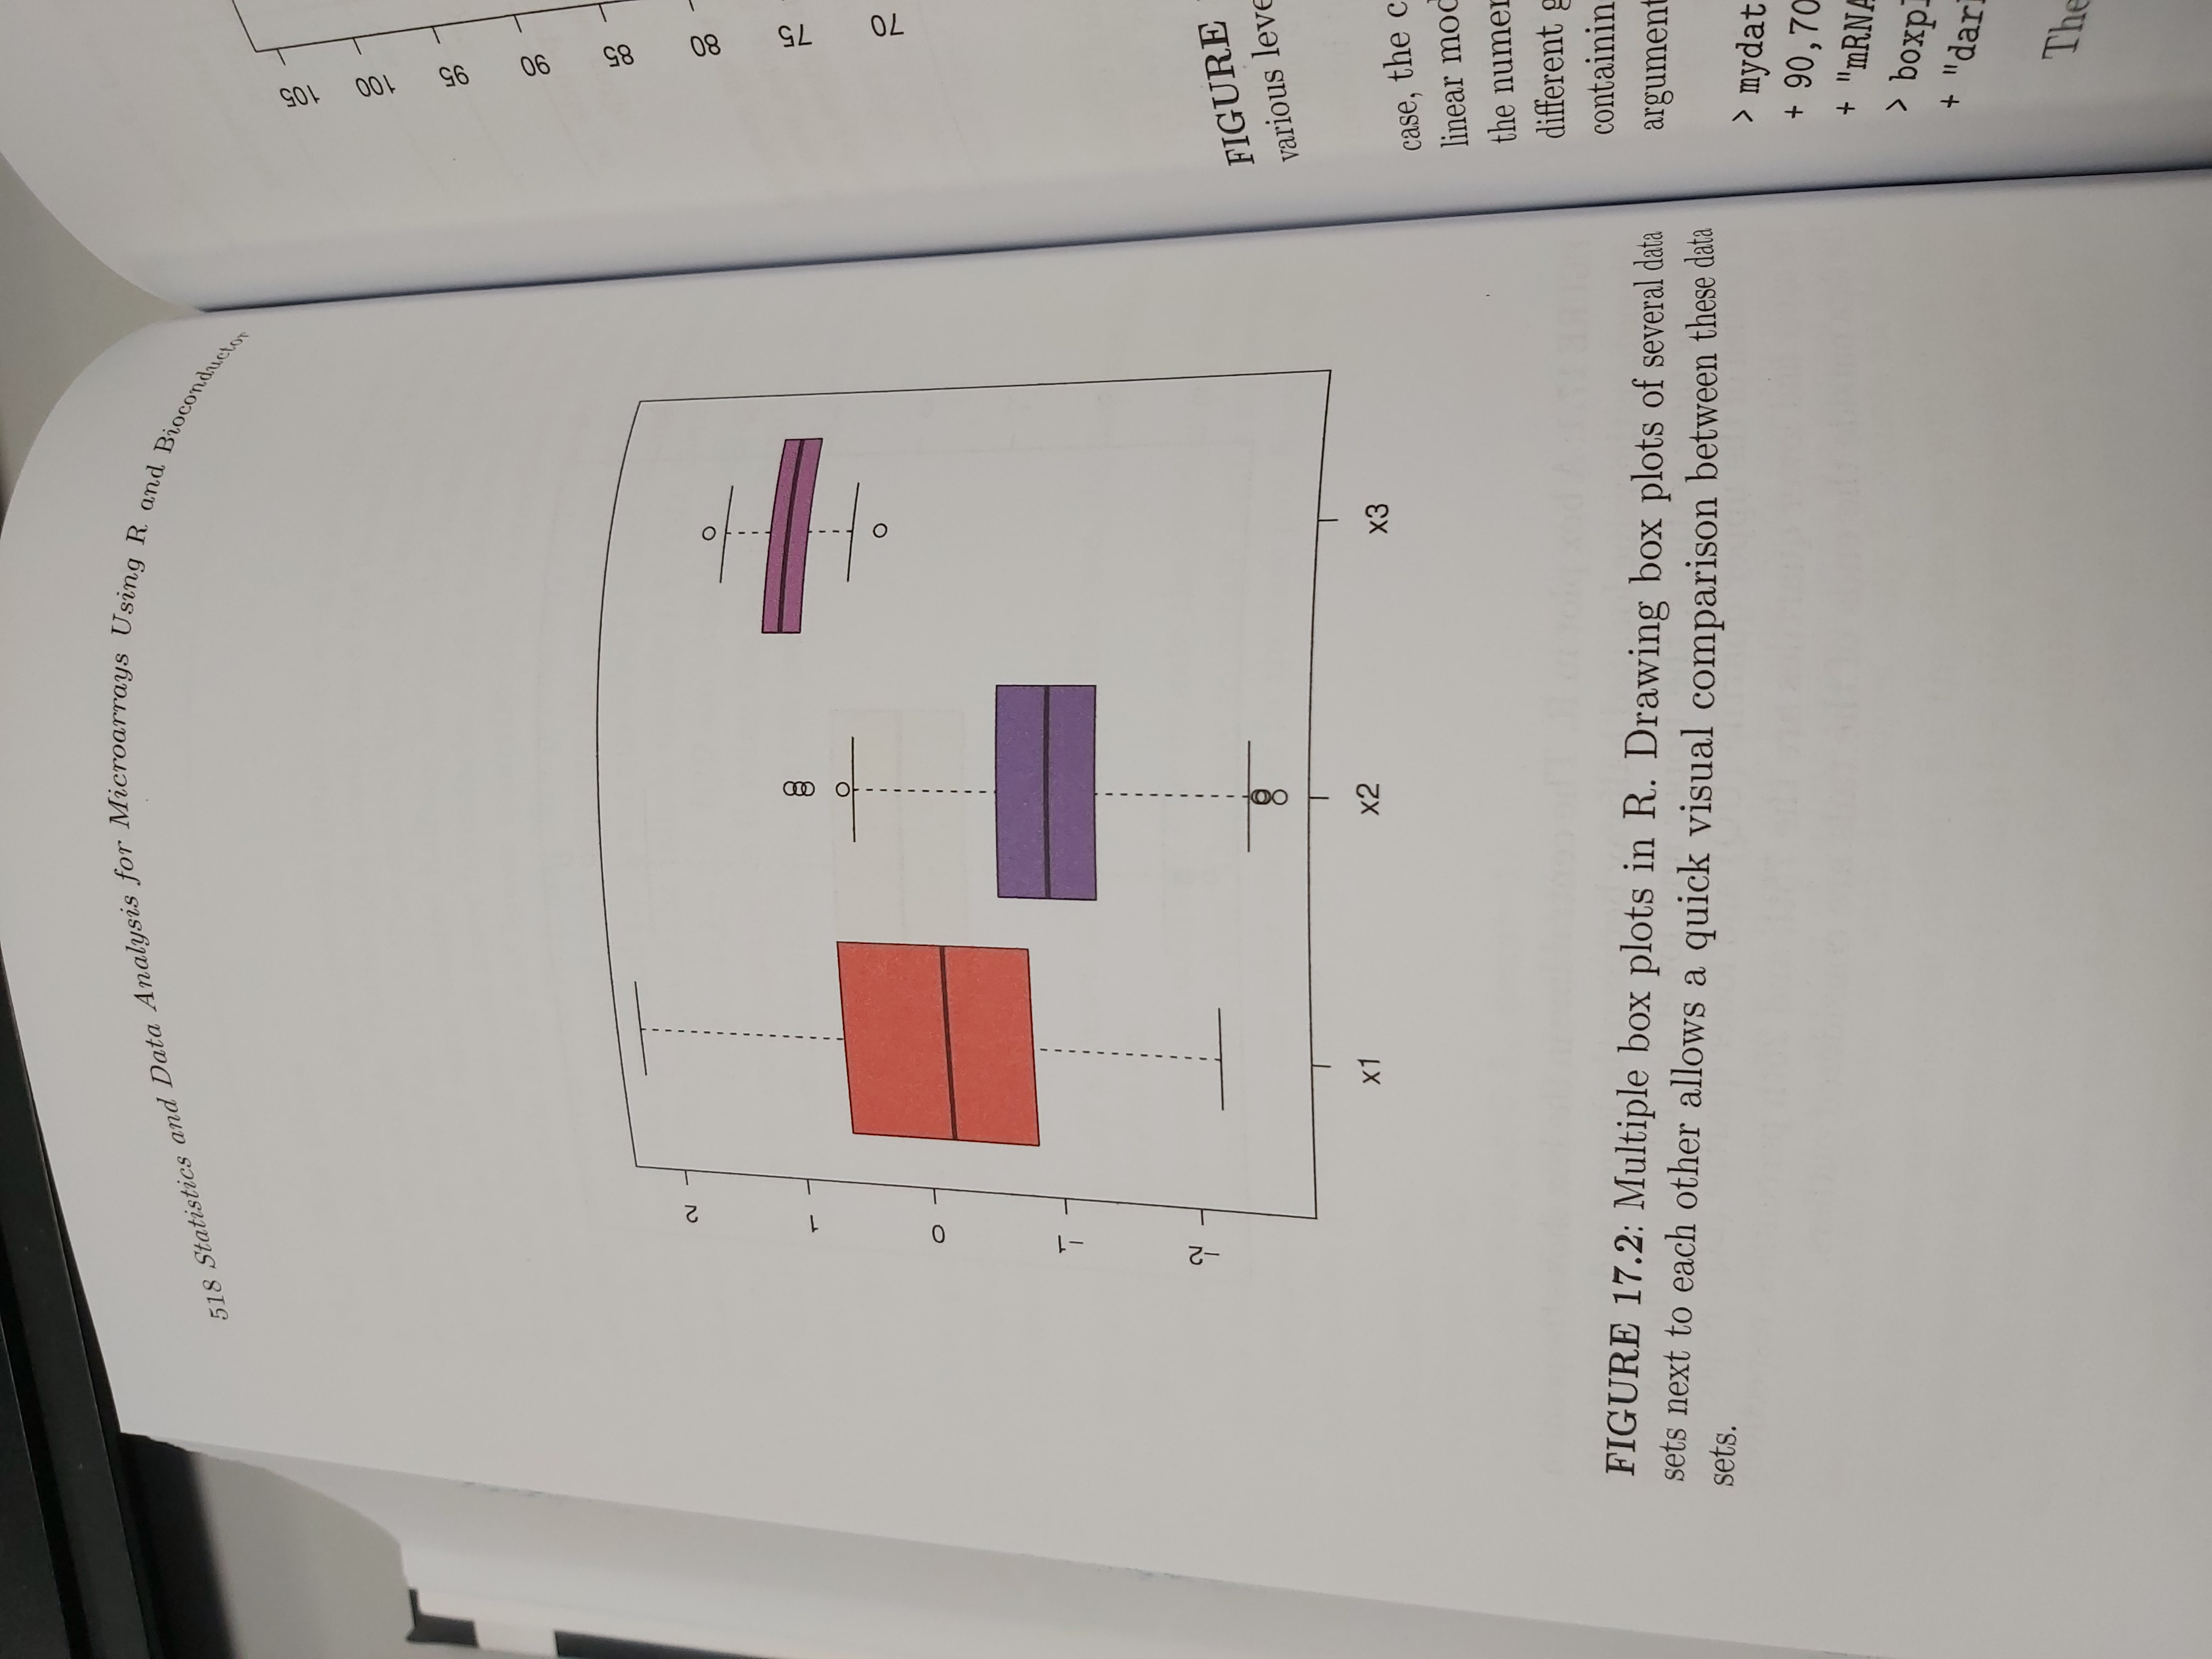 518 Statistics and Data Analysis for Microarrays Using R and Bioconductor
2
1
0
−1
−2
x1
x2
x3
FIGURE 17.2: Multiple box plots in R. Drawing box plots of several data
sets next to each other allows a quick visual comparison between these data
sets.
105
100
95
90
85
80
75
70
FIGURE
various leve
case, the c
linear mod
the numer
different g
containin
argument
> mydat
+ 90,70
+ "mRNA
> boxpl
+ "dar
The